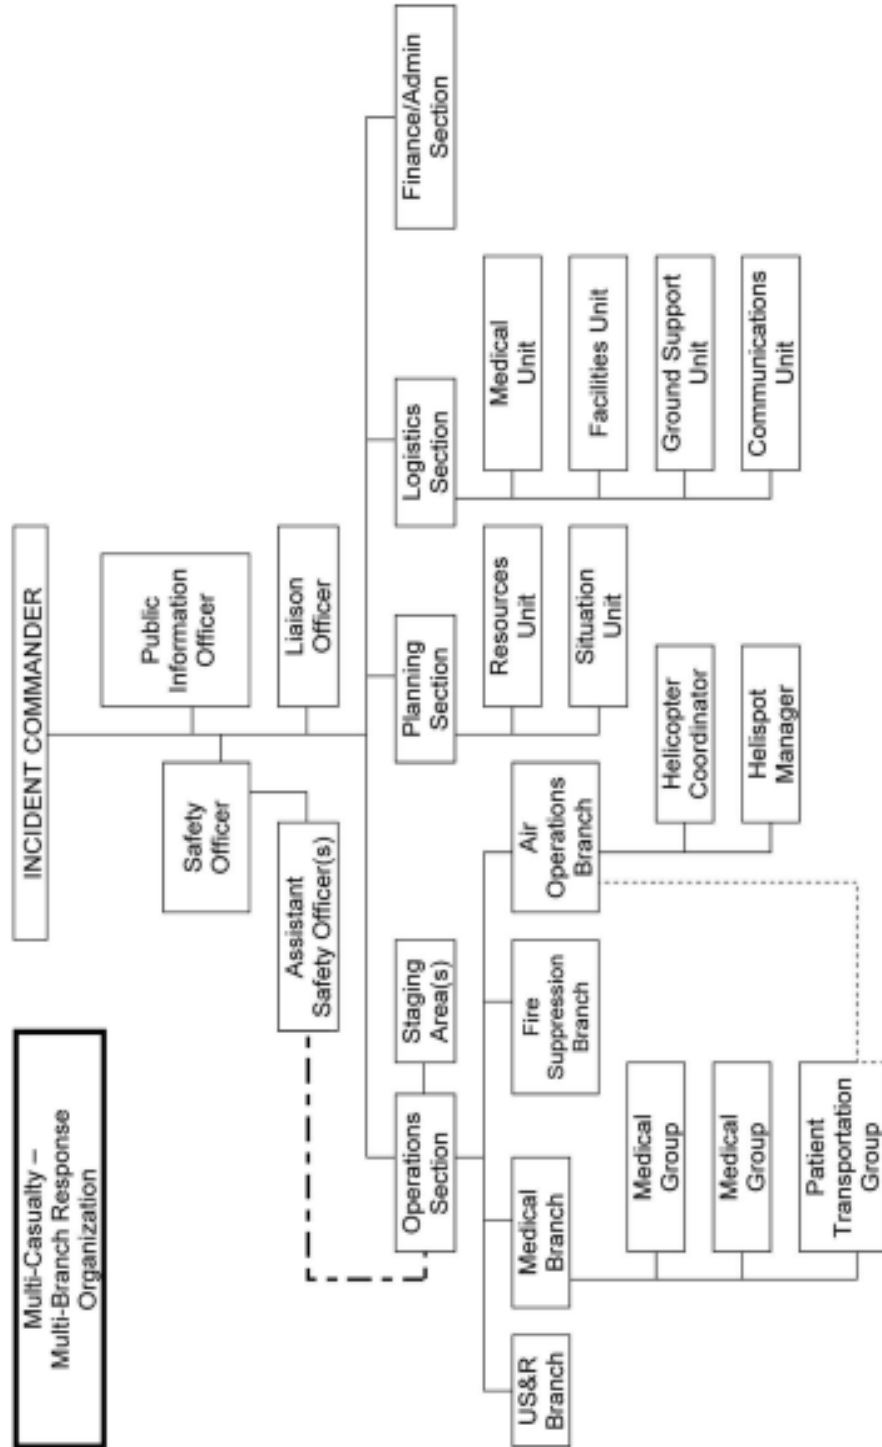 Multi-Casualty –
Multi-Branch Response
Organization
INCIDENT COMMANDER
Public
Information
Officer
Safety
Officer
Liaison
Officer
Assistant
Safety Officer(s)
Operations
Section
Staging
Area(s)
Planning
Section
Logistics
Section
Finance/Admin
Section
US&R
Branch
Medical
Branch
Fire
Suppression
Branch
Air
Operations
Branch
Resources
Unit
Situation
Unit
Medical
Unit
Facilities Unit
Ground Support
Unit
Communications
Unit
Medical
Group
Medical
Group
Patient
Transportation
Group
Helicopter
Coordinator
Helispot
Manager